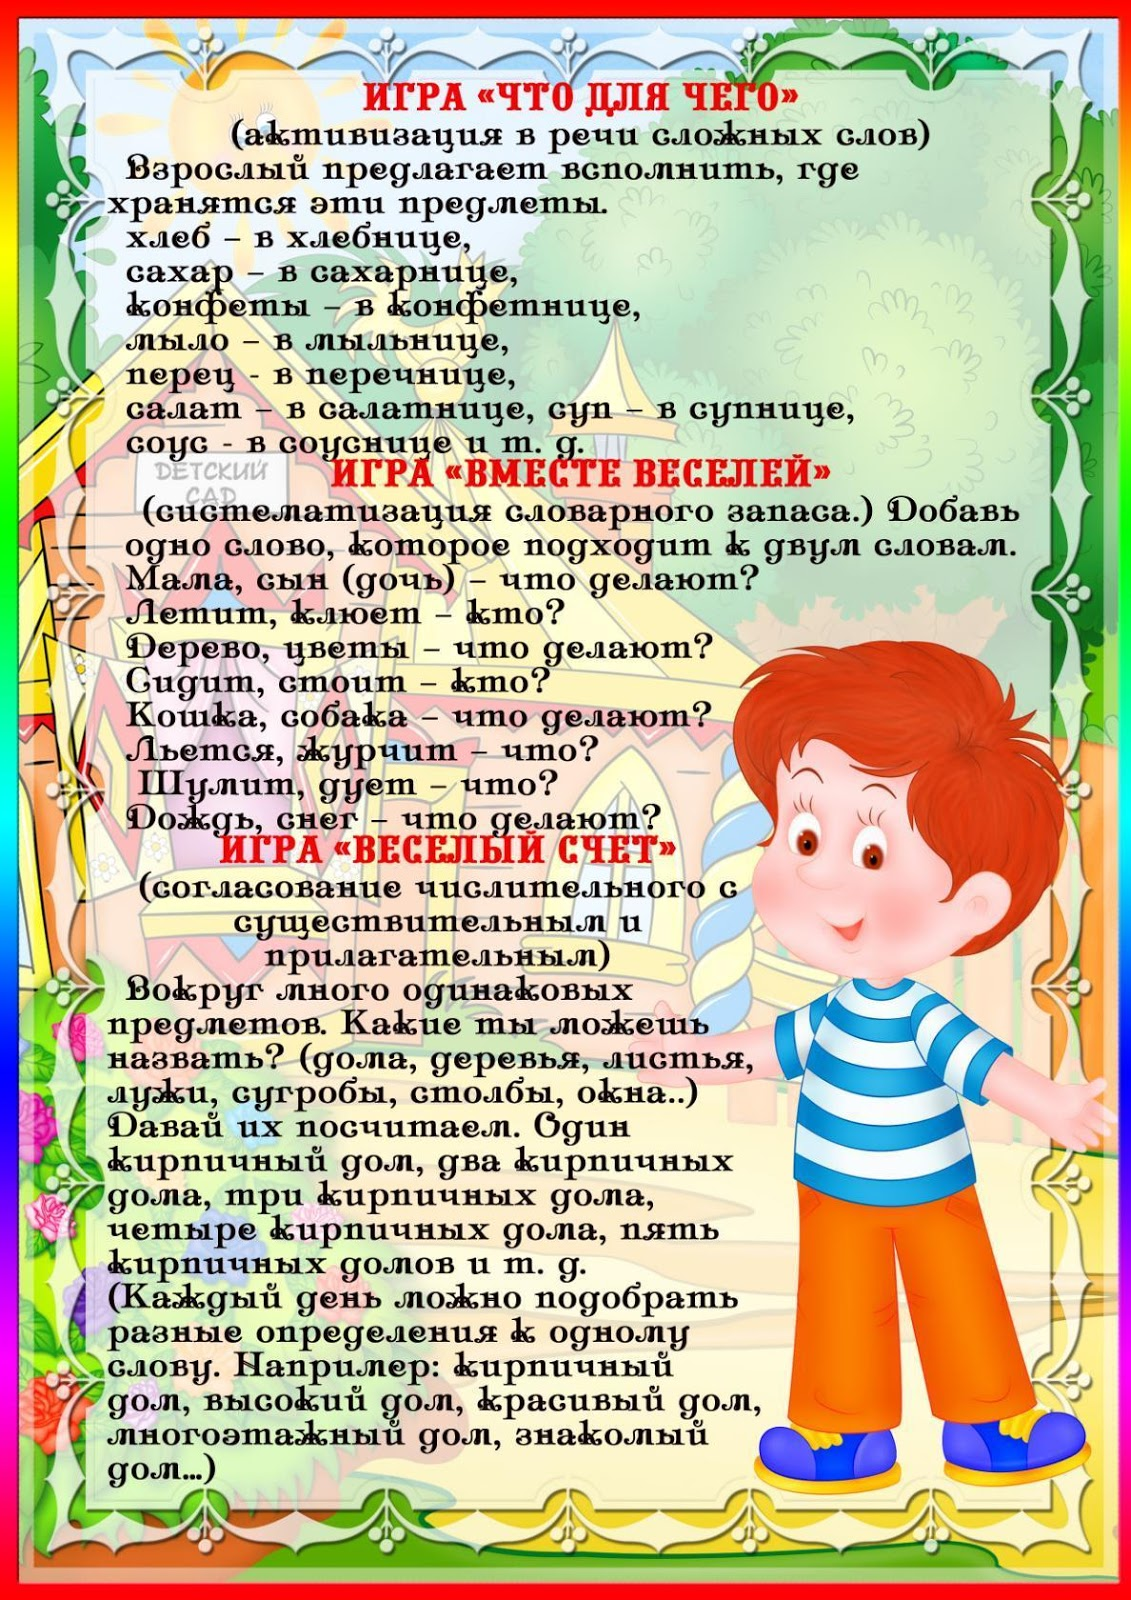 ИГРА «ЧТО ДЛЯ ЧЕГО»
(активизация в речи сложных слов)
Взрослый предлагает вспомнить, где
хранятся эти предметы.
хлеб – в хлебнице,
сахар – в сахарнице,
конфеты – в конфетнице,
мыло – в мыльнице,
перец - в перечнице,
салат – в салатнице, суп – в супнице,
соус - в соуснице и т. д.
ДЕТСКИЙ
САД
ИГРА «ВМЕСТЕ ВЕСЕЛЕЙ»
(систематизация словарного запаса.) Добавь
одно слово, которое подходит к двум словам.
Мама, сын (дочь) – что делают?
Летит, клюет – кто?
Дерево, цветы – что делают?
Сидит, стоит – кто?
Кошка, собака – что делают?
Льется, журчит – что?
Шумит, дует – что?
Дождь, снег – что делают?
ИГРА «ВЕСЕЛЫЙ СЧЕТ»
(согласование числительного с
существительным и
прилагательным)
Вокруг много одинаковых
предметов. Какие ты можешь
назвать? (дома, деревья, листья,
лужи, сугробы, столбы, окна..)
Давай их посчитаем. Один
кирпичный дом, два кирпичных
дома, три кирпичных дома,
четыре кирпичных дома, пять
кирпичных домов и т. д.
(Каждый день можно подобрать
разные определения к одному
слову. Например: кирпичный
дом, высокий дом, красивый дом,
многоэтажный дом, знакомый
дом...)